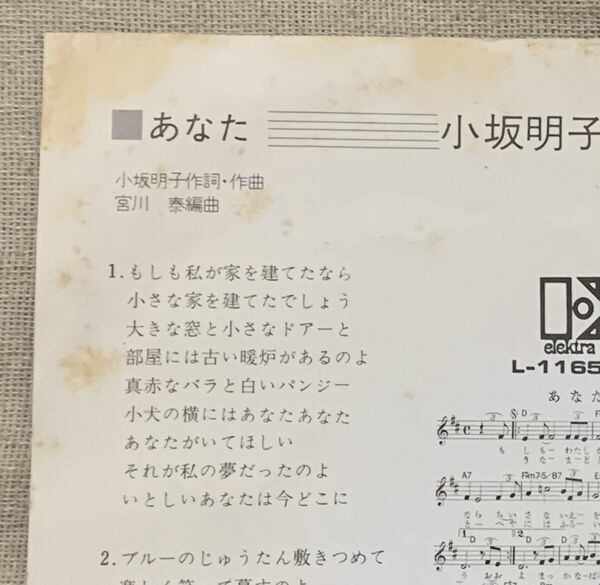 ■あなた
小坂明子
小坂明子作詞・作曲
宮川 泰編曲
1.もしも私が家を建てたなら
小さな家を建てたでしょう
大きな窓と小さなドアーと
部屋には古い暖炉があるのよ
真赤なバラと白いパンジー
小犬の横にはあなたあなた
あなたがいてほしい
それが私の夢だったのよ
いとしいあなたは今どこに
2.ブルーのじゅうたん敷きつめて
elektra
L-1165
あなた